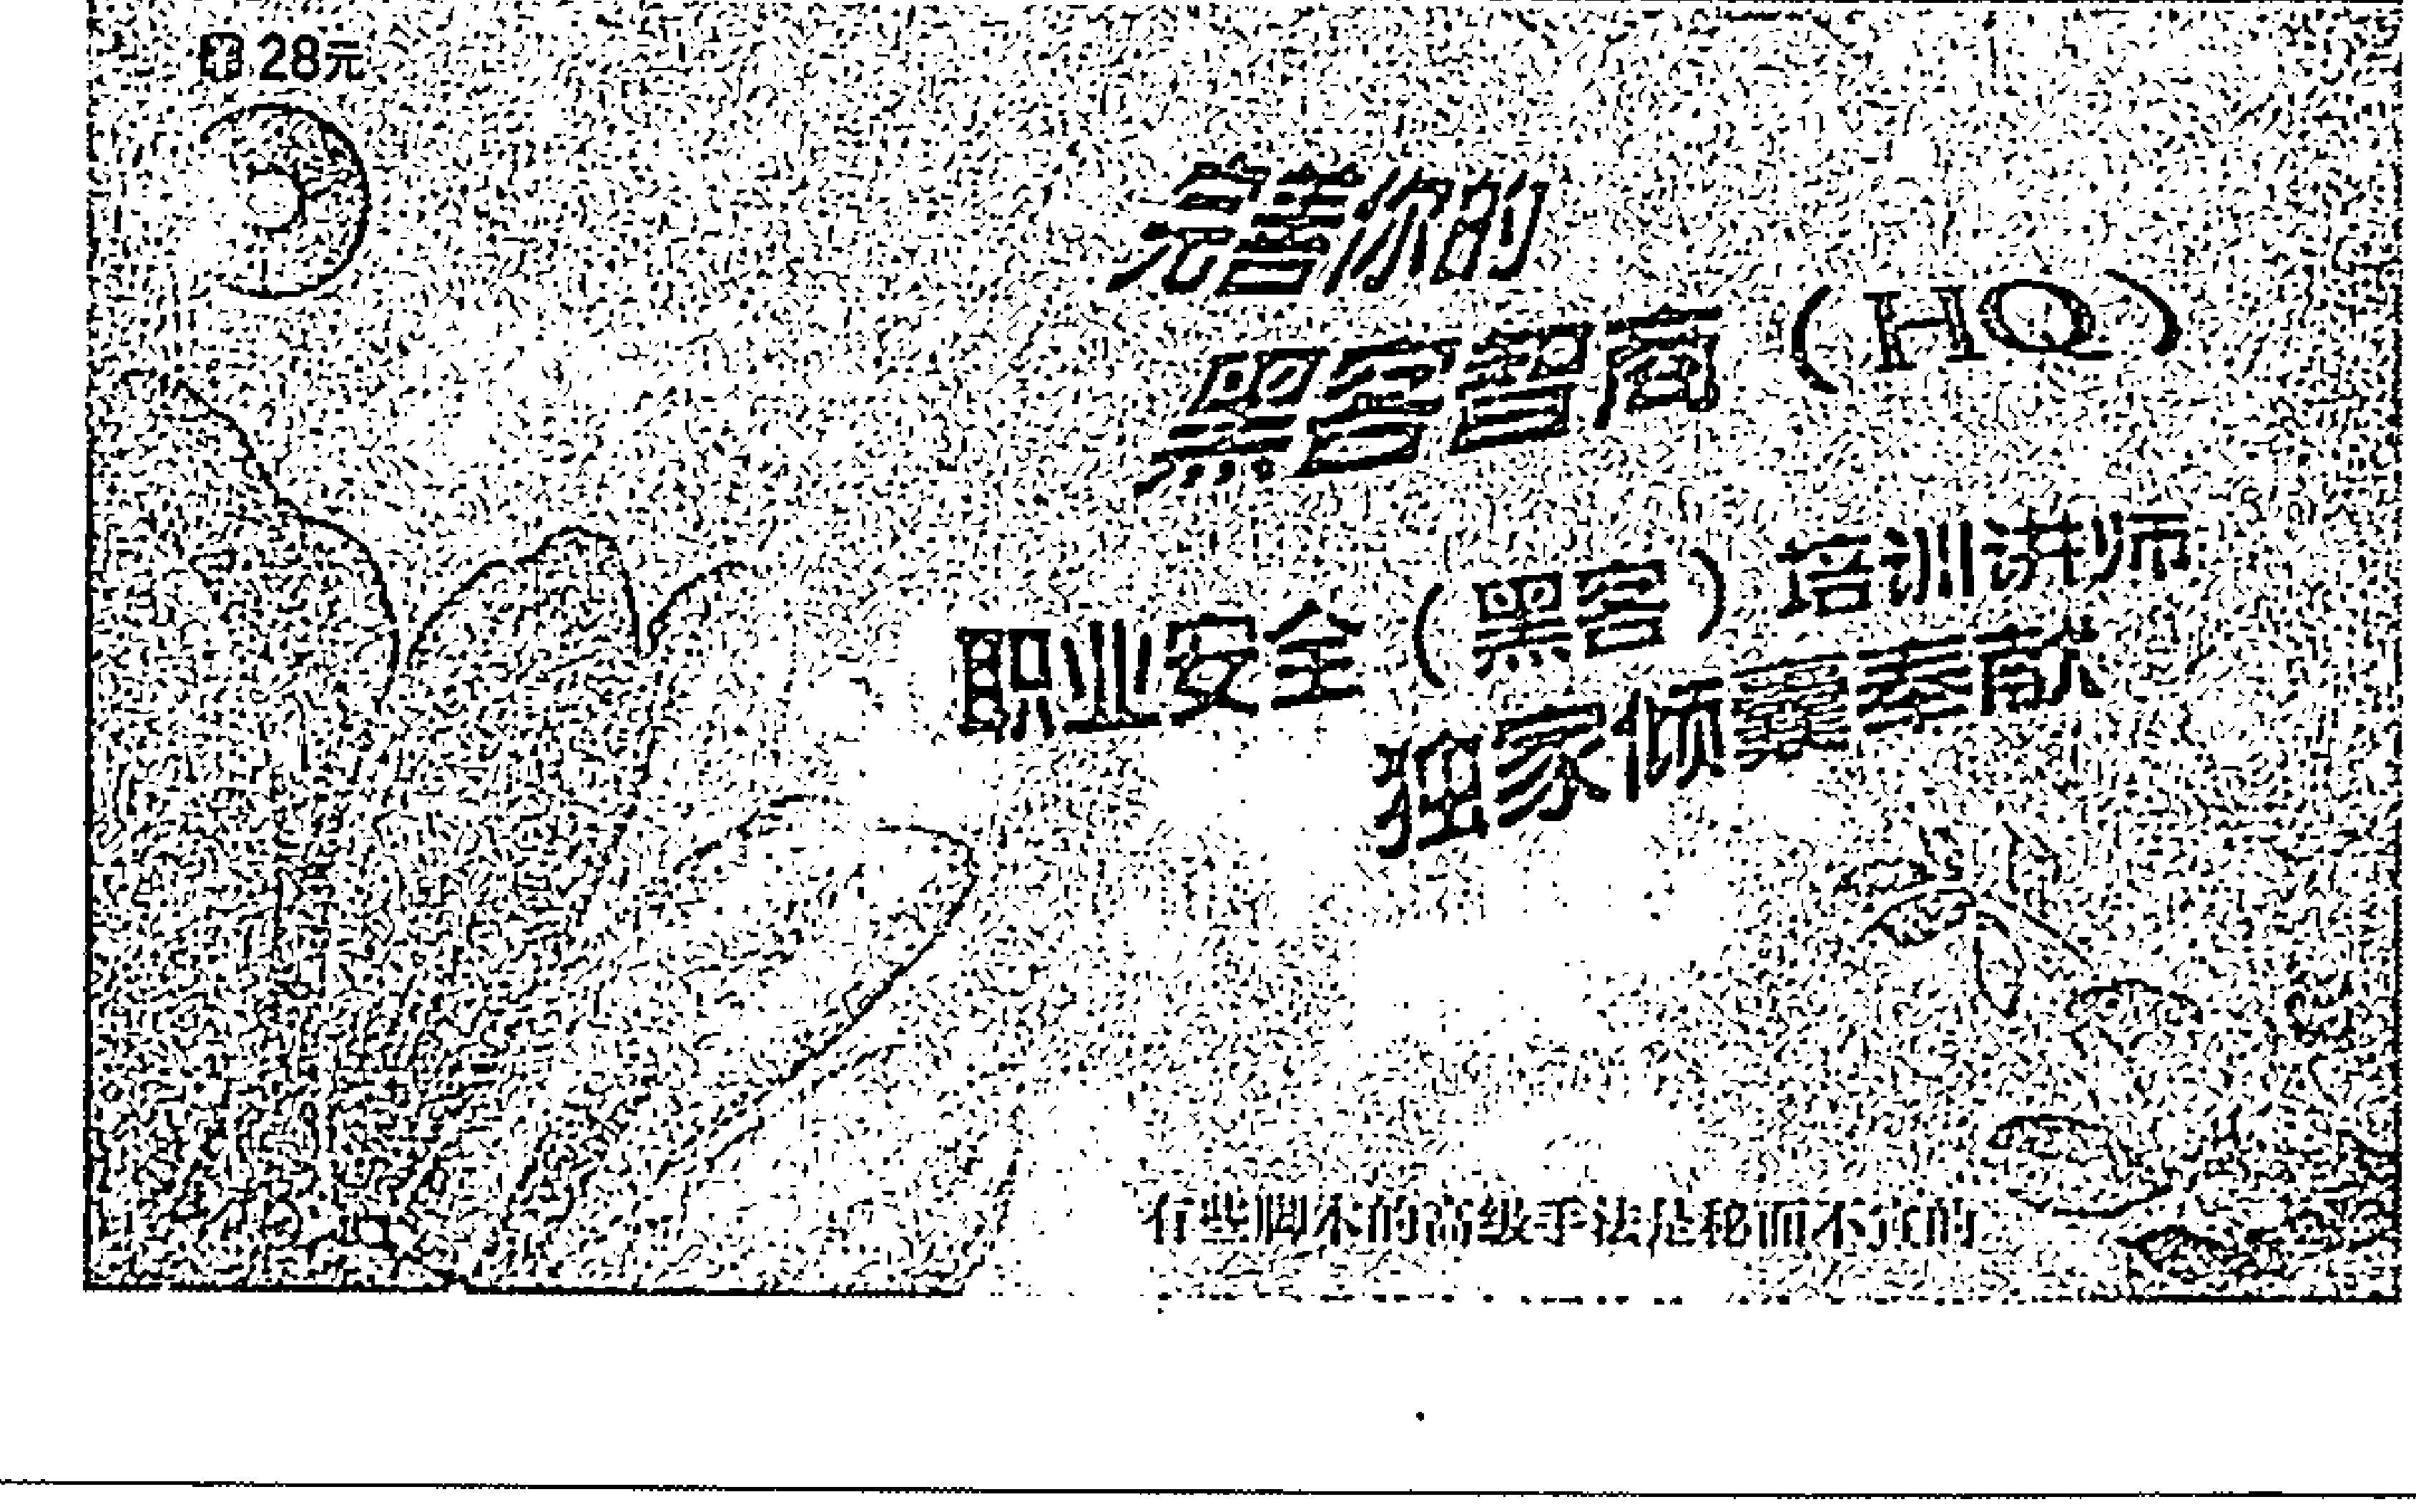 28元
完善你的
黑客智商（HQ）
职业安全（黑客）培训讲师
独家倾囊奉献
有些脚本的高级手法是秘而不宣的